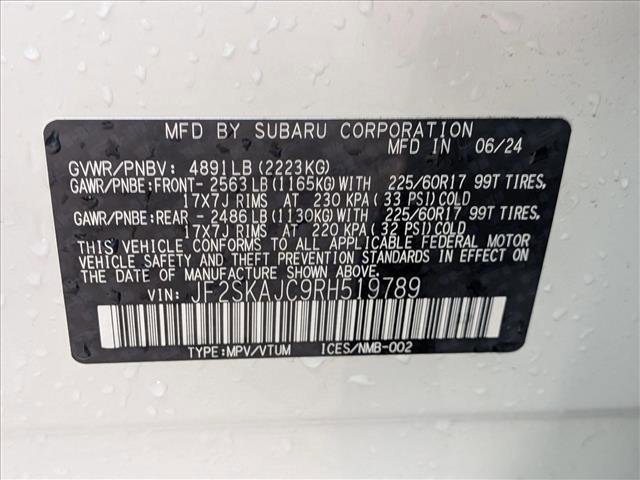 MFD BY SUBARU CORPORATION
MFD IN 06/24
GVWR/PNBV: 4891LB (2223KG)
GAWR/PNBE:FRONT- 2563LB (1165KG)WITH 225/60R17 99T TIRES,
17X7J RIMS AT 230 KPA (33 PSI)COLD
GAWR/PNBE:REAR -2486LB (1130KG)WITH 225/60R17 99T TIRES,
17X7J RIMS AT 220 KPA (32 PSI)COLD
THIS VEHICLE CONFORMS TO ALL APPLICABLE FEDERAL MOTOR
VEHICLE SAFETY AND THEFT PREVENTION STANDARDS IN EFFECT ON
THE DATE OF MANUFACTURE SHOWN ABOVE.
VIN: JF2SKAJC9RH519789
TYPE:MPV/VTUM ICES/NMB-002